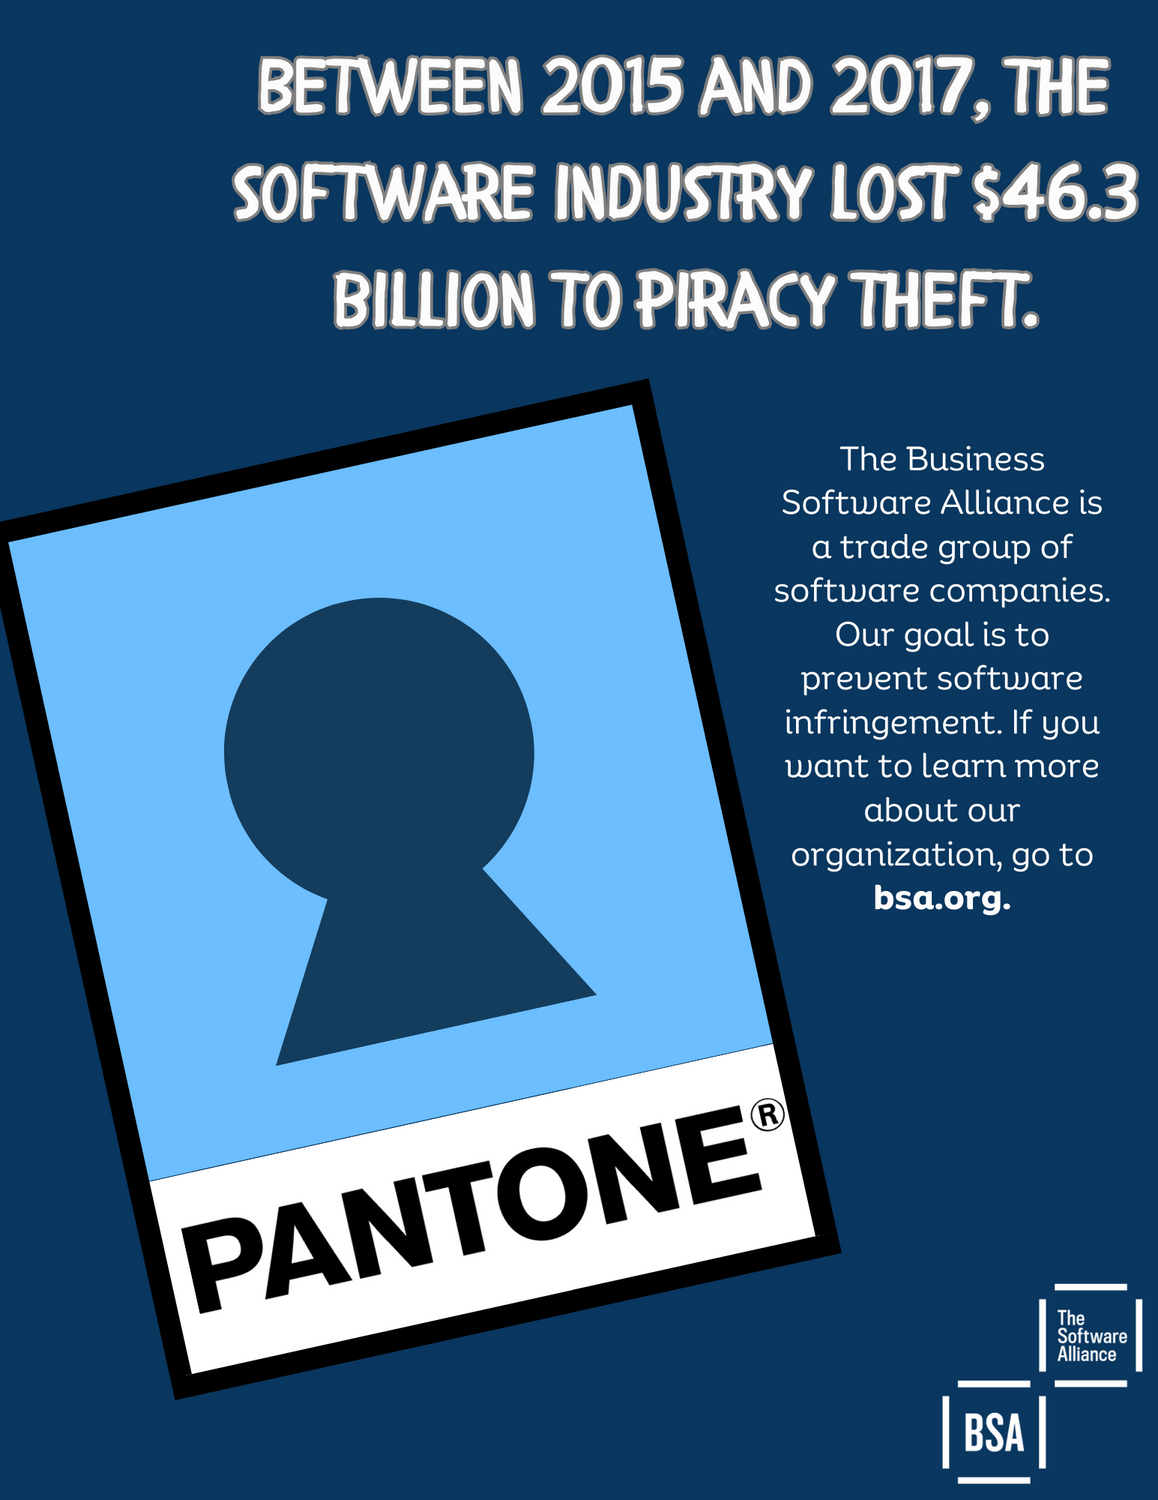 BETWEEN 2015 AND 2017, THE
SOFTWARE INDUSTRY LOST $46.3
BILLION TO PIRACY THEFT.
The Business
Software Alliance is
a trade group of
software companies.
Our goal is to
prevent software
infringement. If you
want to learn more
about our
organization, go to
bsa.org.
PANTONE®
The
Software
Alliance
BSA